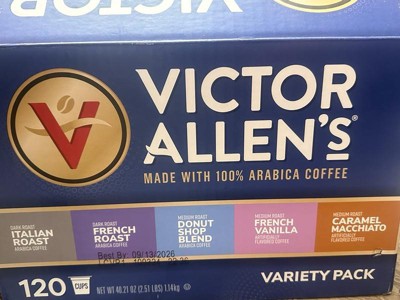 VICTOR
VICTOR
ALLEN'S®
MADE WITH 100% ARABICA COFFEE
DARK ROAST
ITALIAN
ROAST
ARABICA COFFEE
DARK ROAST
FRENCH
ROAST
ARABICA COFFEE
MEDIUM ROAST
DONUT
SHOP
BLEND
ARABICA COFFEE
MEDIUM ROAST
FRENCH
VANILLA
ARTIFICIALLY
FLAVORED COFFEE
MEDIUM ROAST
CARAMEL
MACCHIATO
ARTIFICIALLY
FLAVORED COFFEE
Best By: 09/13/2026
120 CUPS
NET WT 40.21 OZ (2.51 LBS) 1.14kg
VARIETY PACK